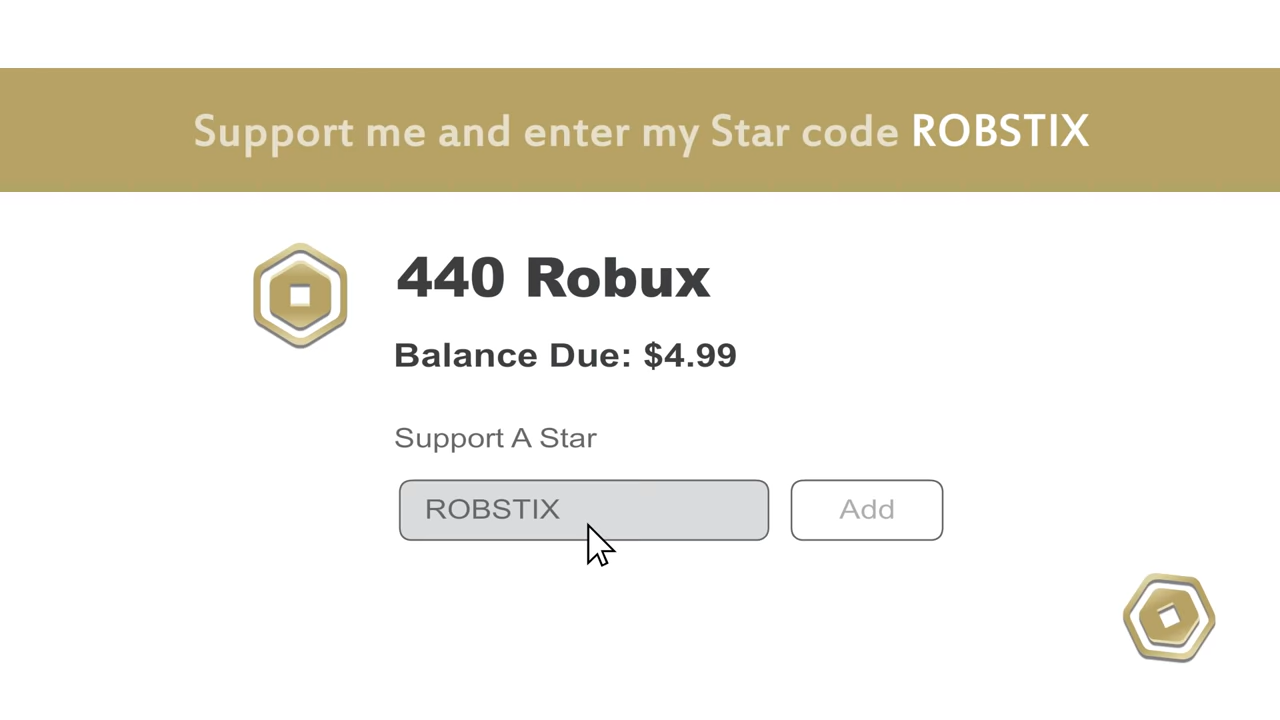 Support me and enter my Star code ROBSTIX
440 Robux
Balance Due: $4.99
Support A Star
ROBSTIX
Add